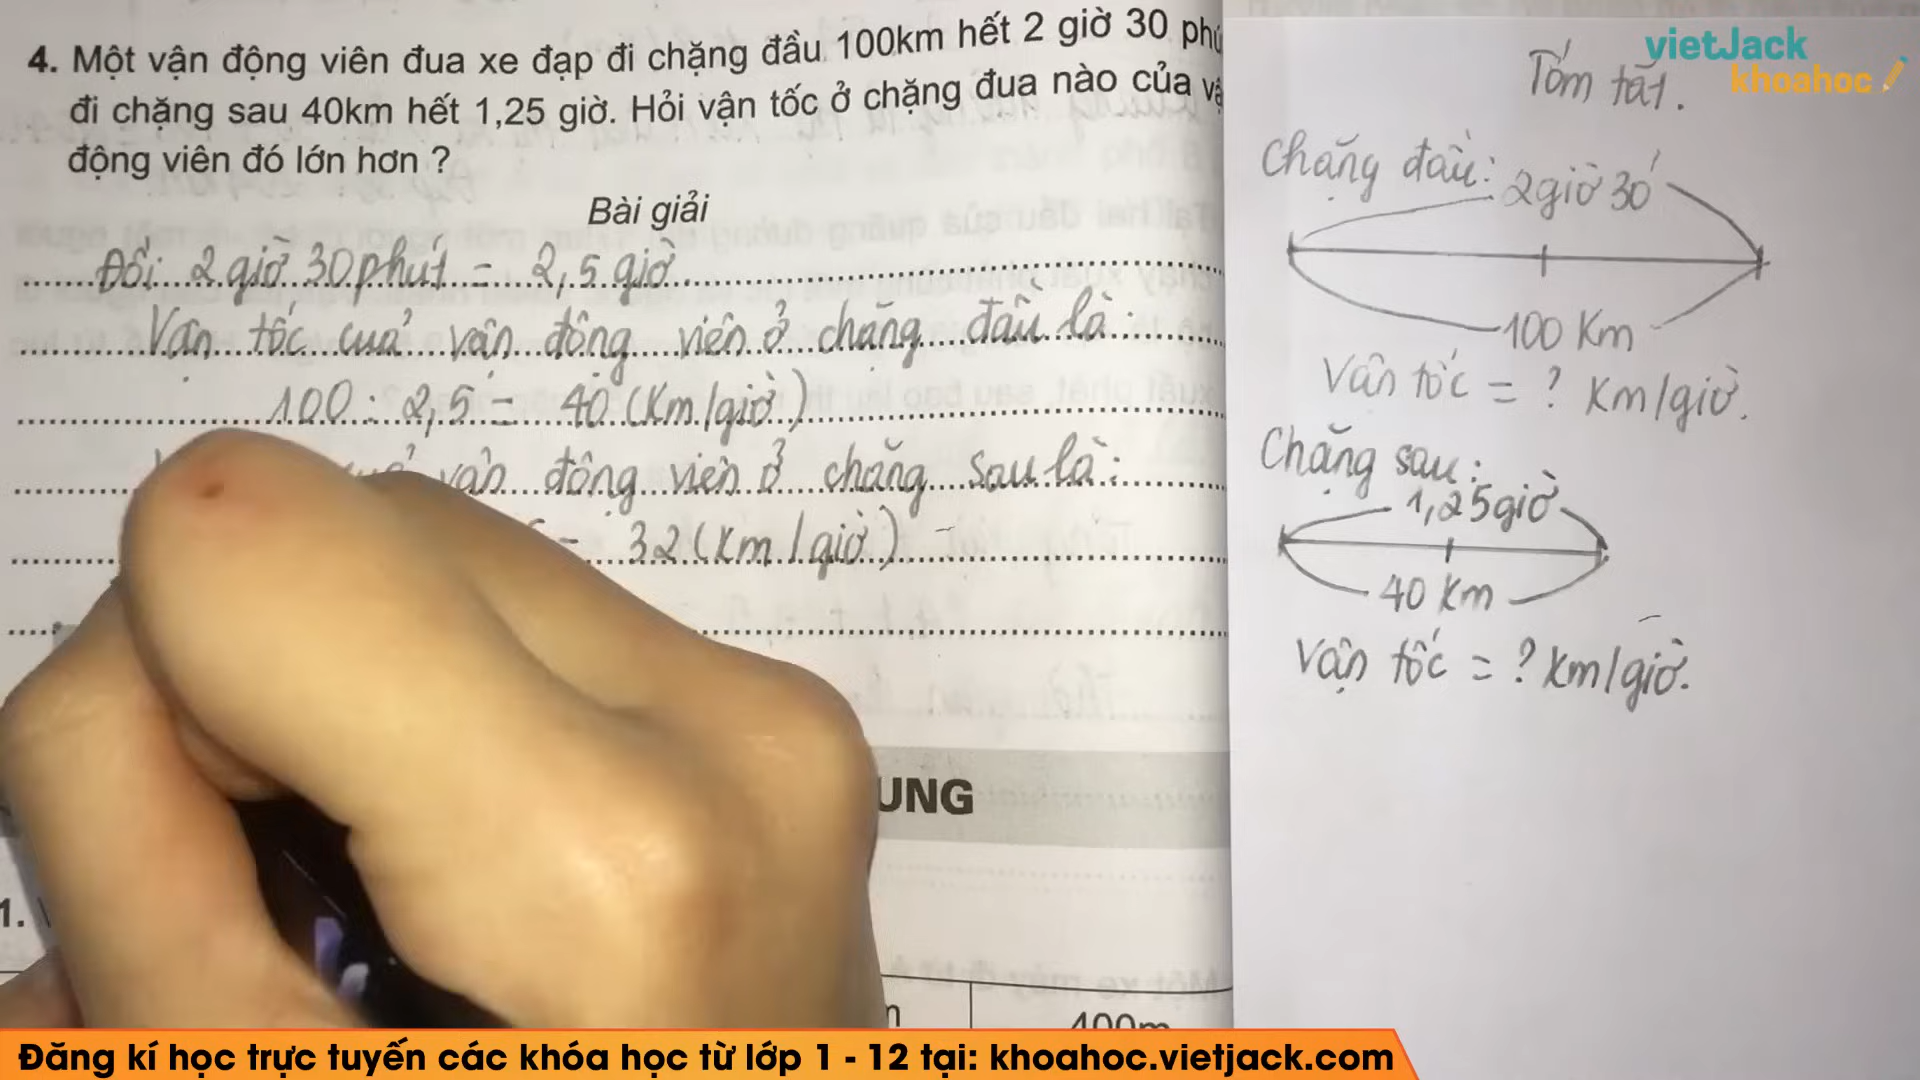 4. Một vận động viên đua xe đạp đi chặng đầu 100km hết 2 giờ 30 phú
đi chặng sau 40km hết 1,25 giờ. Hỏi vận tốc ở chặng đua nào của vậ
động viên đó lớn hơn ?
Bài giải
Đổi 2 giờ 30 phút = 2,5 giờ
Vận tốc của vận động viên ở chặng đầu là:
100 : 2,5 = 40 (Km/giờ)
vận động viên ở chặng sau là:
= 32 (Km/giờ)
UNG
1.
400m
vietJack
khoahoc
Tóm tắt.
Chặng đầu: 2 giờ 30'
100 Km
Vận tốc = ? Km/giờ.
Chặng sau:
1,25 giờ
40 Km
Vận tốc = ? Km/giờ.
Đăng kí học trực tuyến các khóa học từ lớp 1 - 12 tại: khoahoc.vietjack.com